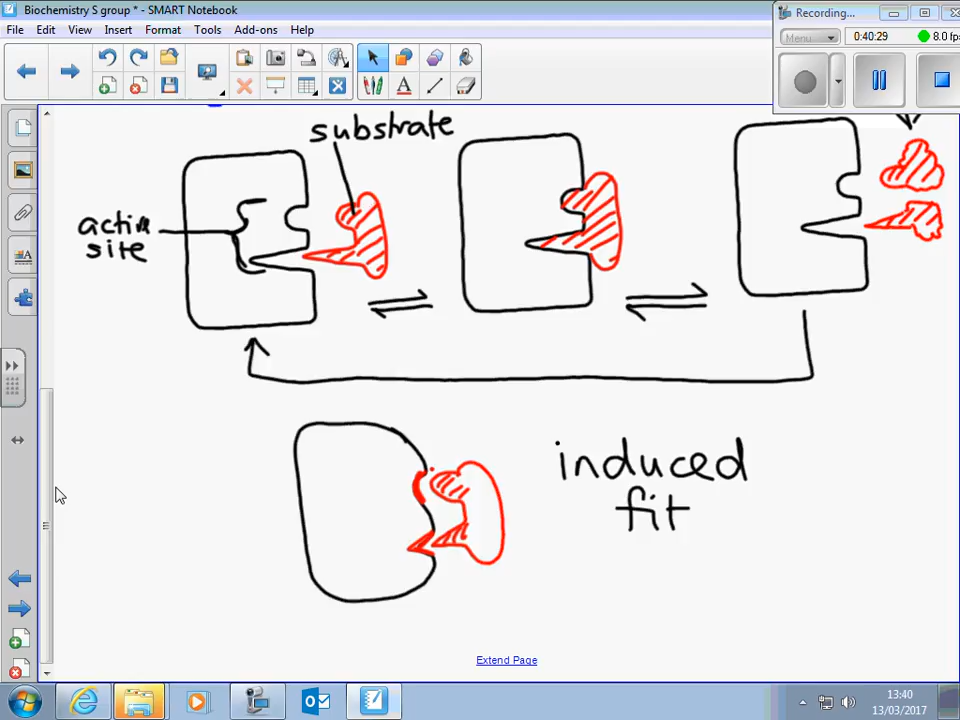 Biochemistry S group * - SMART Notebook
Recording...
File Edit View Insert Format Tools Add-ons Help
Menu
0:40:29
8.0 fp
substrate
active
site
induced
fit
Extend Page
13:40
13/03/2017